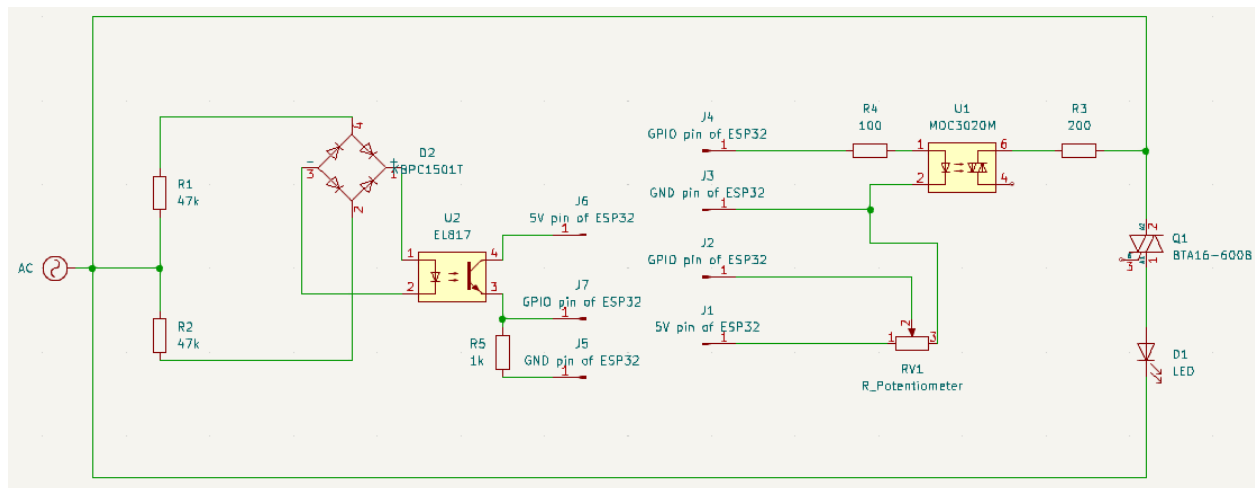 AC
R1
47k
R2
47k
4
D2
KBPC1501T
-
3
+
1
2
U2
EL817
1
4
2
3
J6
5V pin of ESP32
1
J7
GPIO pin of ESP32
1
R5
1k
J5
GND pin of ESP32
1
J4
GPIO pin of ESP32
1
R4
100
U1
MOC3020M
1
6
2
4
R3
200
J3
GND pin of ESP32
1
J2
GPIO pin of ESP32
1
J1
5V pin of ESP32
1
2
1
3
RV1
R_Potentiometer
2
Q1
BTA16-600B
3
1
D1
LED